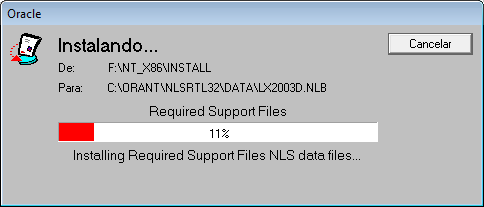 Oracle
Instalando...
Cancelar
De: F:\NT_X86\INSTALL
Para: C:\ORANT\NLSRTL32\DATA\LX2003D.NLB
Required Support Files
11%
Installing Required Support Files NLS data files...